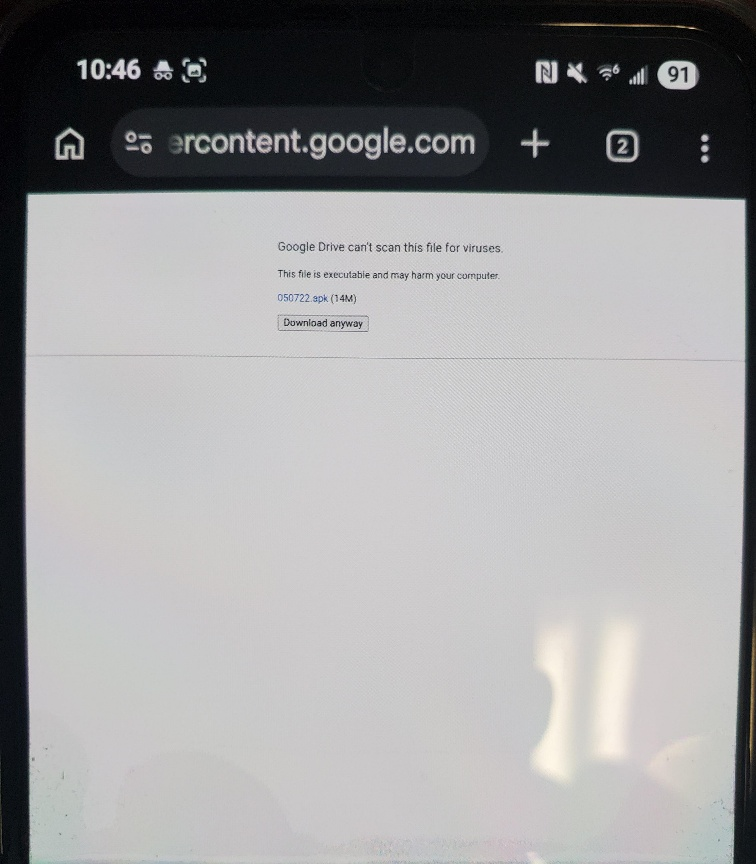 10:46 91
ercontent.google.com 2
Google Drive can't scan this file for viruses.
This file is executable and may harm your computer.
050722.apk (14M)
Download anyway